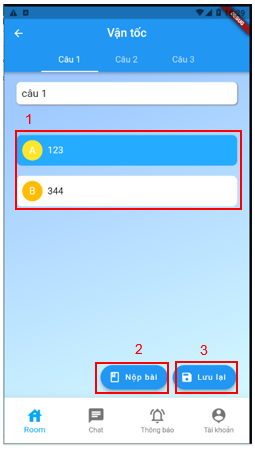 Vận tốc
Câu 1 Câu 2 Câu 3
câu 1
1
A 123
B 344
2 3
Nộp bài Lưu lại
Room Chat Thông báo Tài khoản